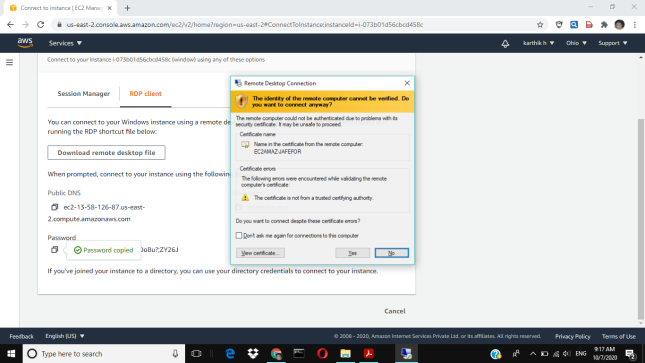 Connect to instance | EC2 Mana
us-east-2.console.aws.amazon.com/ec2/v2/home?region=us-east-2#ConnectToInstance:instanceId=i-073b01d56cbcd458c
aws Services karthik h Ohio Support
Connect to your instance i-073b01d56cbcd458c (window) using any of these options
Session Manager RDP client
You can connect to your Windows instance using a remote de
running the RDP shortcut file below:
Download remote desktop file
When prompted, connect to your instance using the following
Public DNS
ec2-13-58-126-87.us-east-
2.compute.amazonaws.com
Password
Password copied
JoBu?;ZY26J
If you've joined your instance to a directory, you can use your directory credentials to connect to your instance.
Cancel
Remote Desktop Connection
The identity of the remote computer cannot be verified. Do
you want to connect anyway?
The remote computer could not be authenticated due to problems with its
security certificate. It may be unsafe to proceed.
Certificate name
Name in the certificate from the remote computer:
EC2AMAZ-JAFEFOR
Certificate errors
The following errors were encountered while validating the remote
computer's certificate:
The certificate is not from a trusted certifying authority.
Do you want to connect despite these certificate errors?
Don't ask me again for connections to this computer
View certificate... Yes No
Feedback English (US) © 2008 - 2020, Amazon Internet Services Private Ltd. or its affiliates. All rights reserved. Privacy Policy Terms of Use
Type here to search
ENG
9:17 AM
10/7/2020